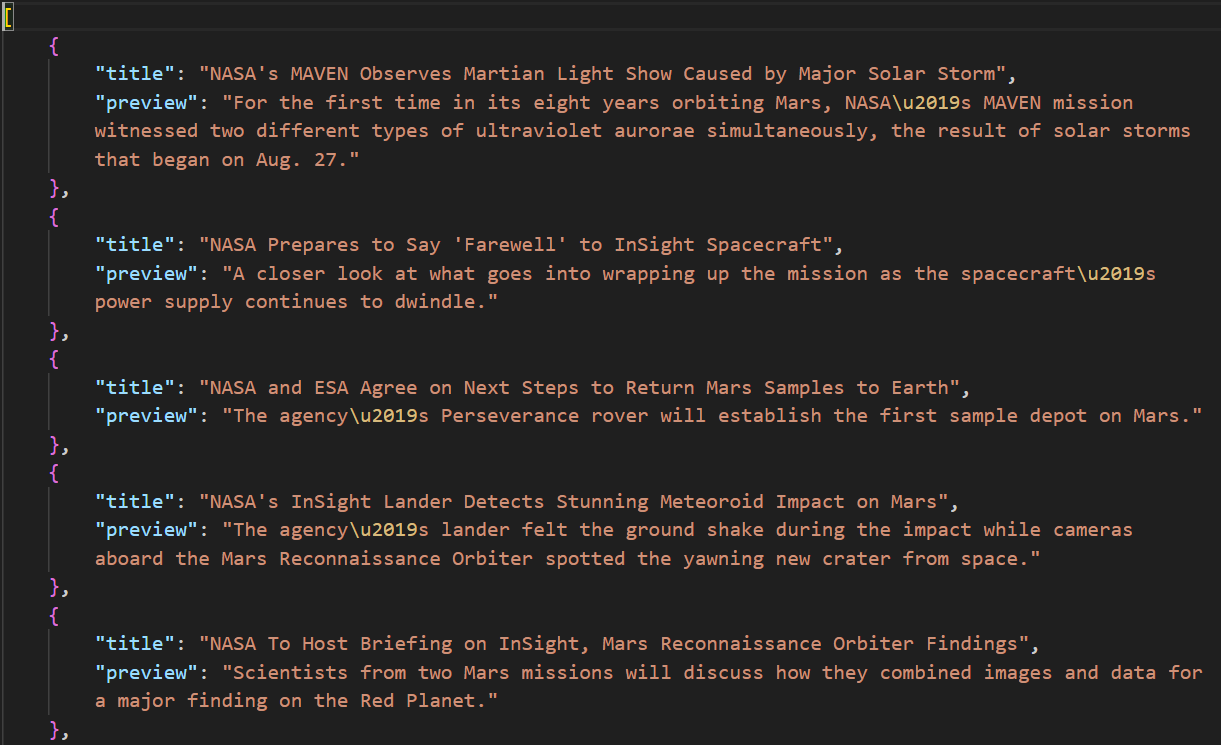 [
{
"title": "NASA's MAVEN Observes Martian Light Show Caused by Major Solar Storm",
"preview": "For the first time in its eight years orbiting Mars, NASA\u2019s MAVEN mission
witnessed two different types of ultraviolet aurorae simultaneously, the result of solar storms
that began on Aug. 27."
},
{
"title": "NASA Prepares to Say 'Farewell' to InSight Spacecraft",
"preview": "A closer look at what goes into wrapping up the mission as the spacecraft\u2019s
power supply continues to dwindle."
},
{
"title": "NASA and ESA Agree on Next Steps to Return Mars Samples to Earth",
"preview": "The agency\u2019s Perseverance rover will establish the first sample depot on Mars."
},
{
"title": "NASA's InSight Lander Detects Stunning Meteoroid Impact on Mars",
"preview": "The agency\u2019s lander felt the ground shake during the impact while cameras
aboard the Mars Reconnaissance Orbiter spotted the yawning new crater from space."
},
{
"title": "NASA To Host Briefing on InSight, Mars Reconnaissance Orbiter Findings",
"preview": "Scientists from two Mars missions will discuss how they combined images and data for
a major finding on the Red Planet."
},